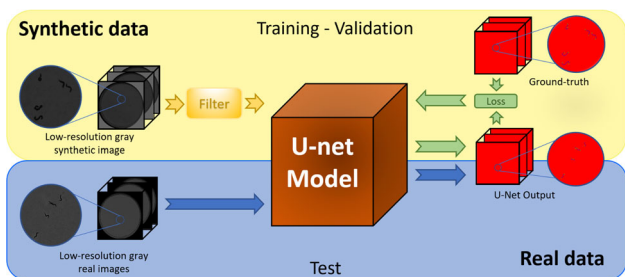 Synthetic data
Training - Validation
Ground-truth
Filter
Loss
Low-resolution gray
synthetic image
U-net
Model
U-Net Output
Low-resolution gray
real images
Test
Real data